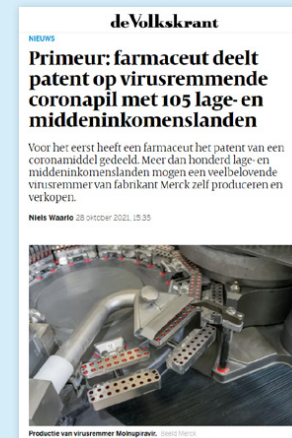 de Volkskrant
NIEUWS
Primeur: farmaceut deelt
patent op virusremmende
coronapil met 105 lage- en
middeninkomenslanden
Voor het eerst heeft een farmaceut het patent van een
coronamiddel gedeeld. Meer dan honderd lage- en
middeninkomenslanden mogen een veelbelovende
virusremmer van fabrikant Merck zelf produceren en
verkopen.
Niels Waarlo 28 oktober 2021, 15:35
Productie van virusremmer Molnupiravir. Beeld Merck